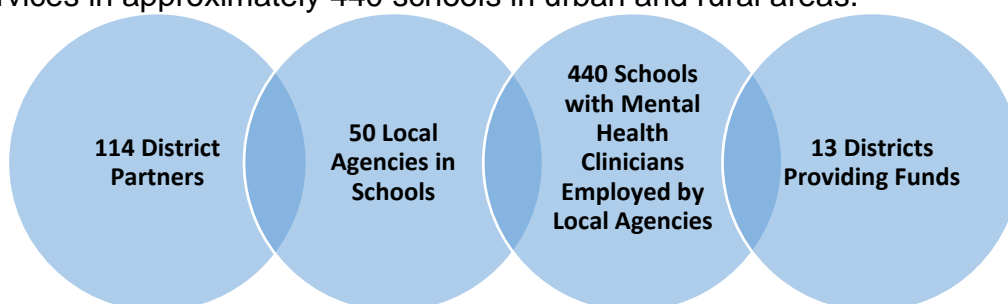 rvices in approximately 440 schools in urban and rural areas.
114 District
Partners
50 Local
Agencies in
Schools
440 Schools
with Mental
Health
Clinicians
Employed by
Local Agencies
13 Districts
Providing Funds